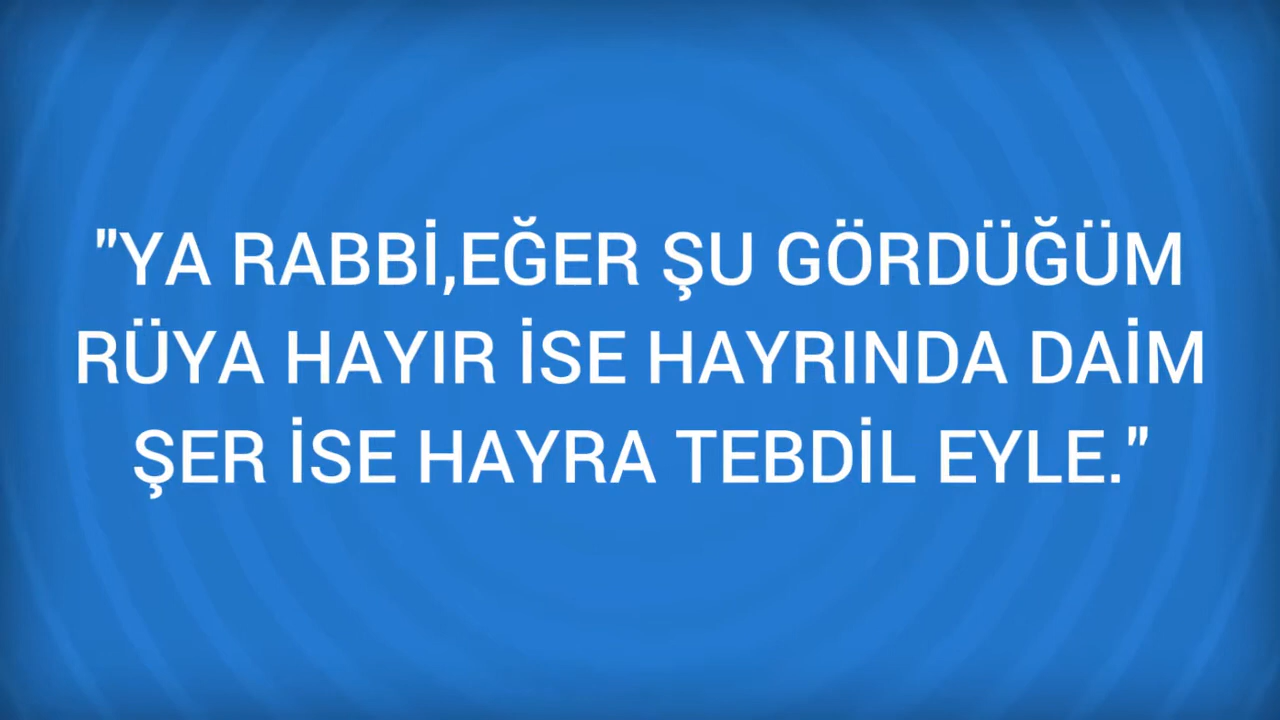 "YA RABBİ,EĞER ŞU GÖRDÜĞÜM
RÜYA HAYIR İSE HAYRINDA DAİM
ŞER İSE HAYRA TEBDİL EYLE."